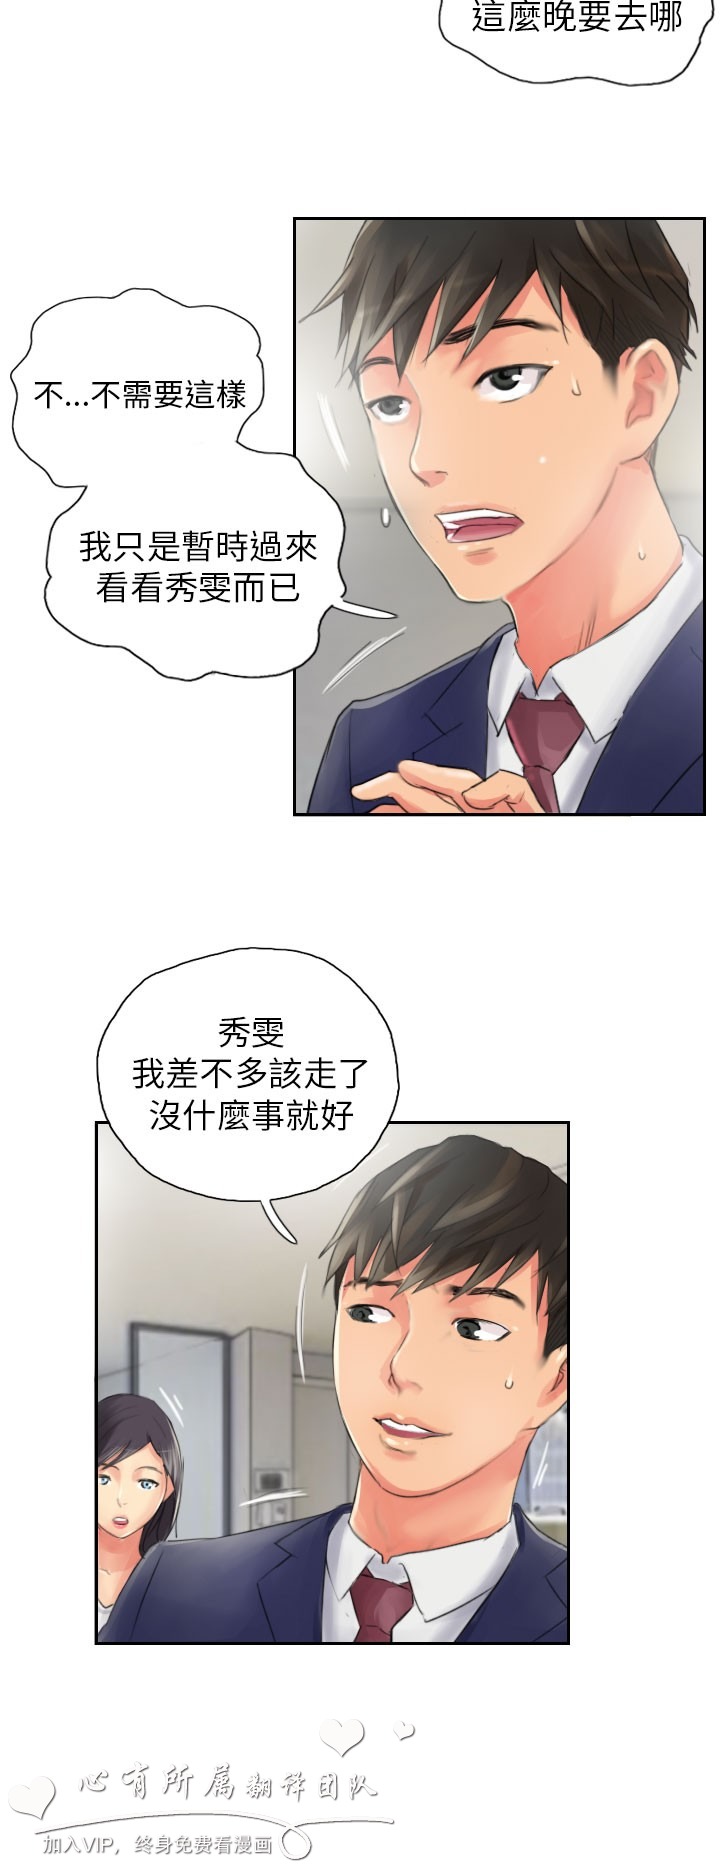 這麼晚要去哪
不...不需要這樣
我只是暫時過來
看看秀雯而已
秀雯
我差不多該走了
沒什麼事就好
心有所属翻译团队
加入VIP，终身免费看漫画